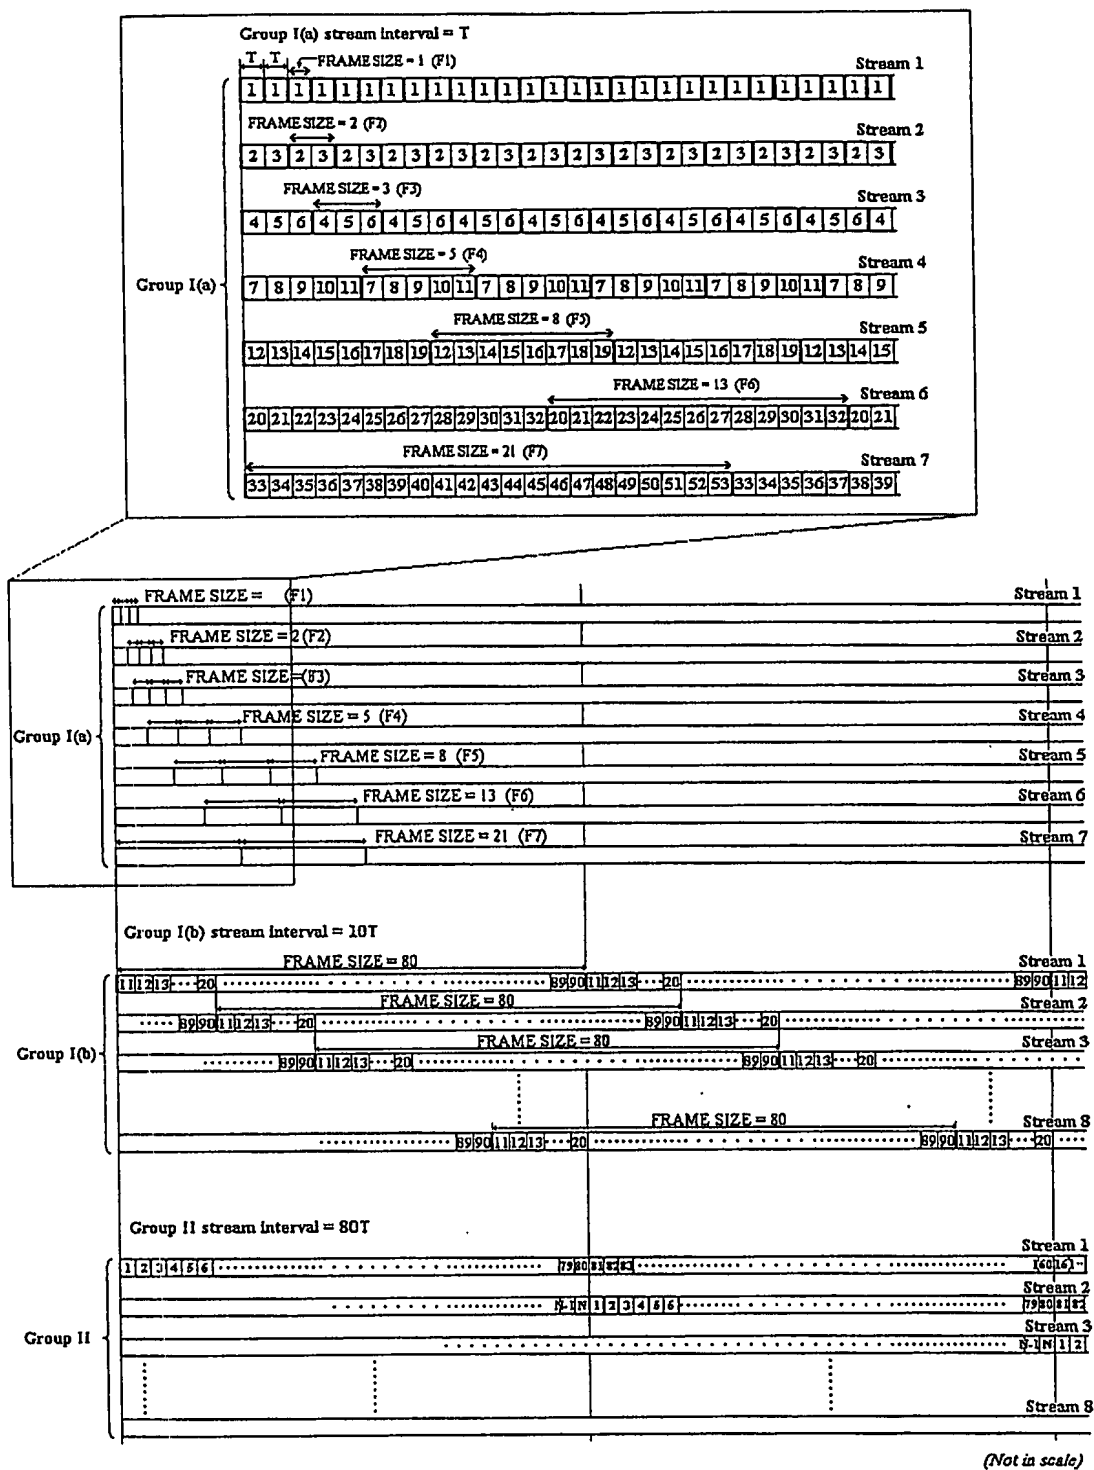 Group I(a) stream interval = T
T T FRAME SIZE = 1 (F1) Stream 1
1 1 1 1 1 1 1 1 1 1 1 1 1 1 1 1 1 1 1 1 1 1 1 1 1 1 1
FRAME SIZE = 2 (F2) Stream 2
2 3 2 3 2 3 2 3 2 3 2 3 2 3 2 3 2 3 2 3 2 3 2 3 2 3 2 3
FRAME SIZE = 3 (F3) Stream 3
4 5 6 4 5 6 4 5 6 4 5 6 4 5 6 4 5 6 4 5 6 4 5 6 4 5 6 4
FRAME SIZE = 5 (F4) Stream 4
Group I(a) 7 8 9 10 11 7 8 9 10 11 7 8 9 10 11 7 8 9 10 11 7 8 9 10 11 7 8 9
FRAME SIZE = 8 (F5) Stream 5
12 13 14 15 16 17 18 19 12 13 14 15 16 17 18 19 12 13 14 15 16 17 18 19 12 13 14 15
FRAME SIZE = 13 (F6) Stream 6
20 21 22 23 24 25 26 27 28 29 30 31 32 20 21 22 23 24 25 26 27 28 29 30 31 32 20 21
FRAME SIZE = 21 (F7) Stream 7
33 34 35 36 37 38 39 40 41 42 43 44 45 46 47 48 49 50 51 52 53 33 34 35 36 37 38 39
FRAME SIZE = (F1) Stream 1
FRAME SIZE = 2 (F2) Stream 2
FRAME SIZE = (F3) Stream 3
FRAME SIZE = 5 (F4) Stream 4
Group I(a)
FRAME SIZE = 8 (F5) Stream 5
FRAME SIZE = 13 (F6) Stream 6
FRAME SIZE = 21 (F7) Stream 7
Group I(b) stream interval = 10T
FRAME SIZE = 80 Stream 1
11 12 13 20 89 90 11 12 13 20 89 90 11 12
FRAME SIZE = 80 Stream 2
89 90 11 12 13 20 89 90 11 12 13 20
FRAME SIZE = 80 Stream 3
Group I(b)
89 90 11 12 13 20 89 90 11 12 13 20
FRAME SIZE = 80 Stream 8
89 90 11 12 13 20 89 90 11 12 13 20
Group II stream interval = 80T
Stream 1
1 2 3 4 5 6 79 80 81 82 83
Stream 2
N-1 N 1 2 3 4 5 6 79 80 81 82
Stream 3
Group II
N-1 N 1 2
Stream 8
(Not in scale)